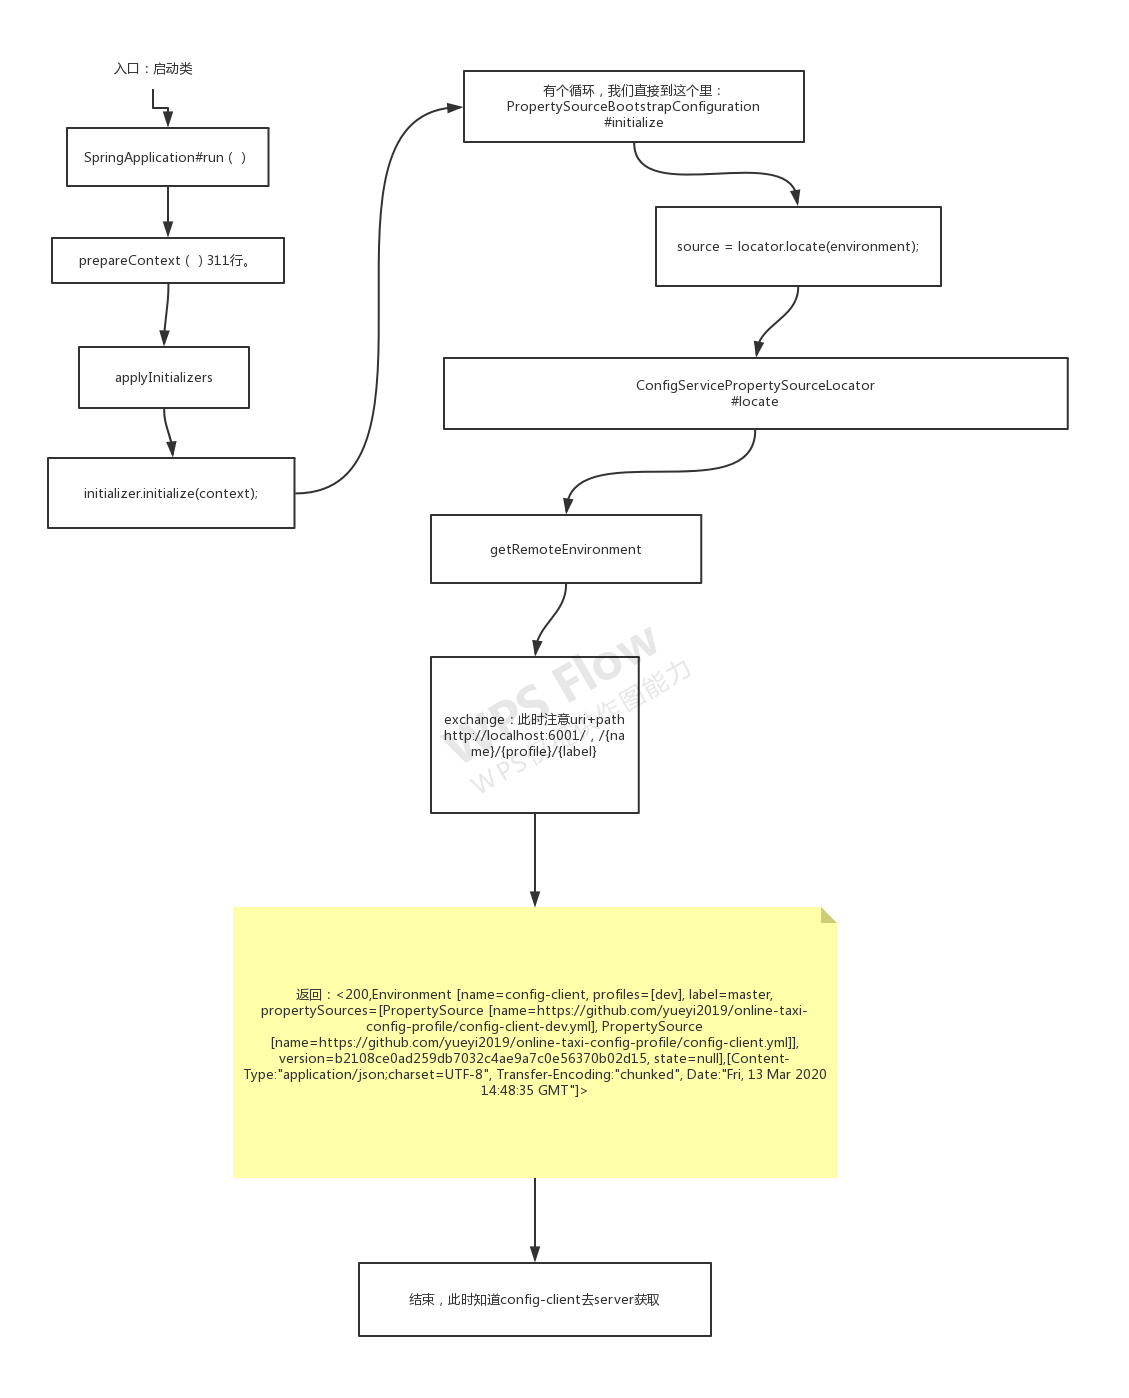 入口：启动类
SpringApplication#run（ ）
prepareContext（ ）311行。
applyInitializers
initializer.initialize(context);
有个循环，我们直接到这个里：
PropertySourceBootstrapConfiguration
#initialize
source = locator.locate(environment);
ConfigServicePropertySourceLocator
#locate
getRemoteEnvironment
exchange：此时注意uri+path
http://localhost:6001/，/{na
me}/{profile}/{label}
WPS Flow
返回：<200,Environment [name=config-client, profiles=[dev], label=master,
propertySources=[PropertySource [name=https://github.com/yueyi2019/online-taxi-
config-profile/config-client-dev.yml], PropertySource
[name=https://github.com/yueyi2019/online-taxi-config-profile/config-client.yml]],
version=b2108ce0ad259db7032c4ae9a7c0e56370b02d15, state=null],[Content-
Type:"application/json;charset=UTF-8", Transfer-Encoding:"chunked", Date:"Fri, 13 Mar 2020
14:48:35 GMT"]>
结束，此时知道config-client去server获取